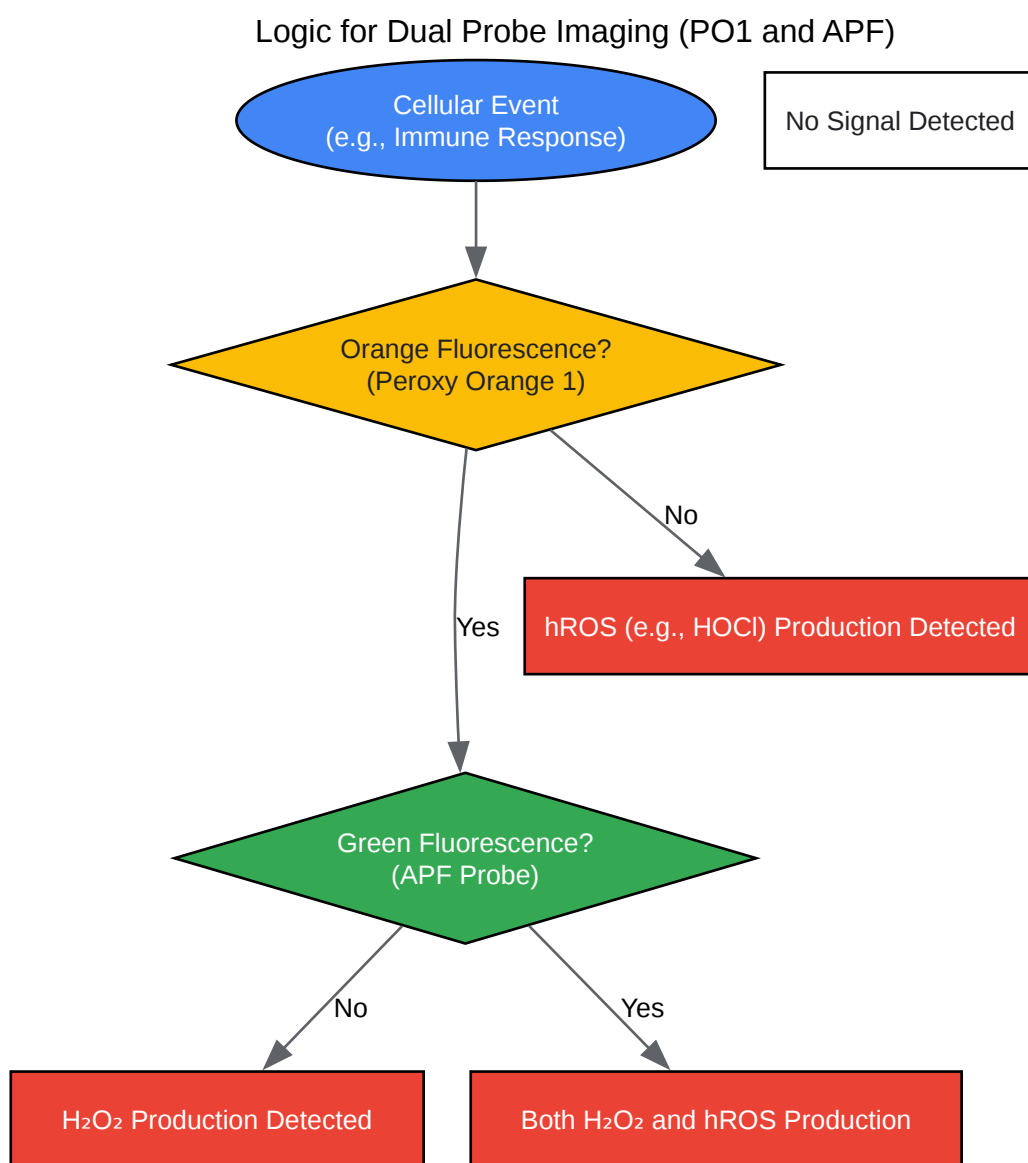 Logic for Dual Probe Imaging (PO1 and APF)
Cellular Event
(e.g., Immune Response)
No Signal Detected
Orange Fluorescence?
(Peroxy Orange 1)
No
Yes
hROS (e.g., HOCl) Production Detected
Green Fluorescence?
(APF Probe)
No
Yes
H₂O₂ Production Detected
Both H₂O₂ and hROS Production